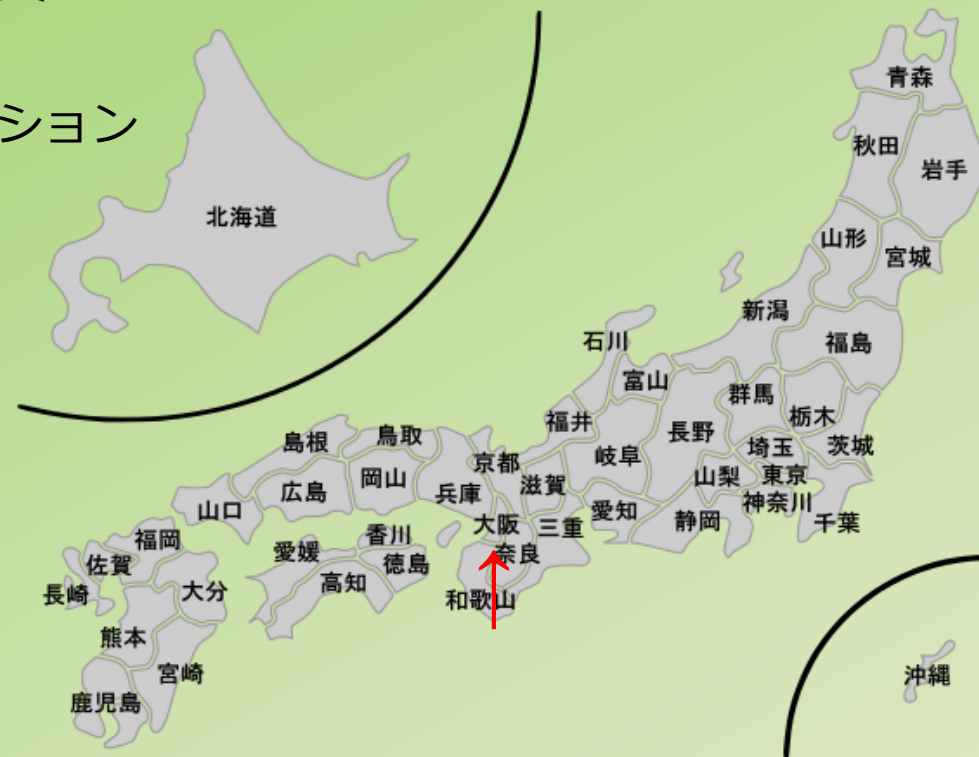 ション
北海道
青森
秋田
岩手
山形
宮城
新潟
福島
石川
富山
群馬
栃木
福井
長野
埼玉
茨城
岐阜
山梨
東京
島根
鳥取
京都
滋賀
愛知
静岡
神奈川
千葉
広島
岡山
兵庫
大阪
三重
山口
香川
奈良
福岡
愛媛
徳島
佐賀
高知
和歌山
長崎
大分
熊本
宮崎
鹿児島
沖縄